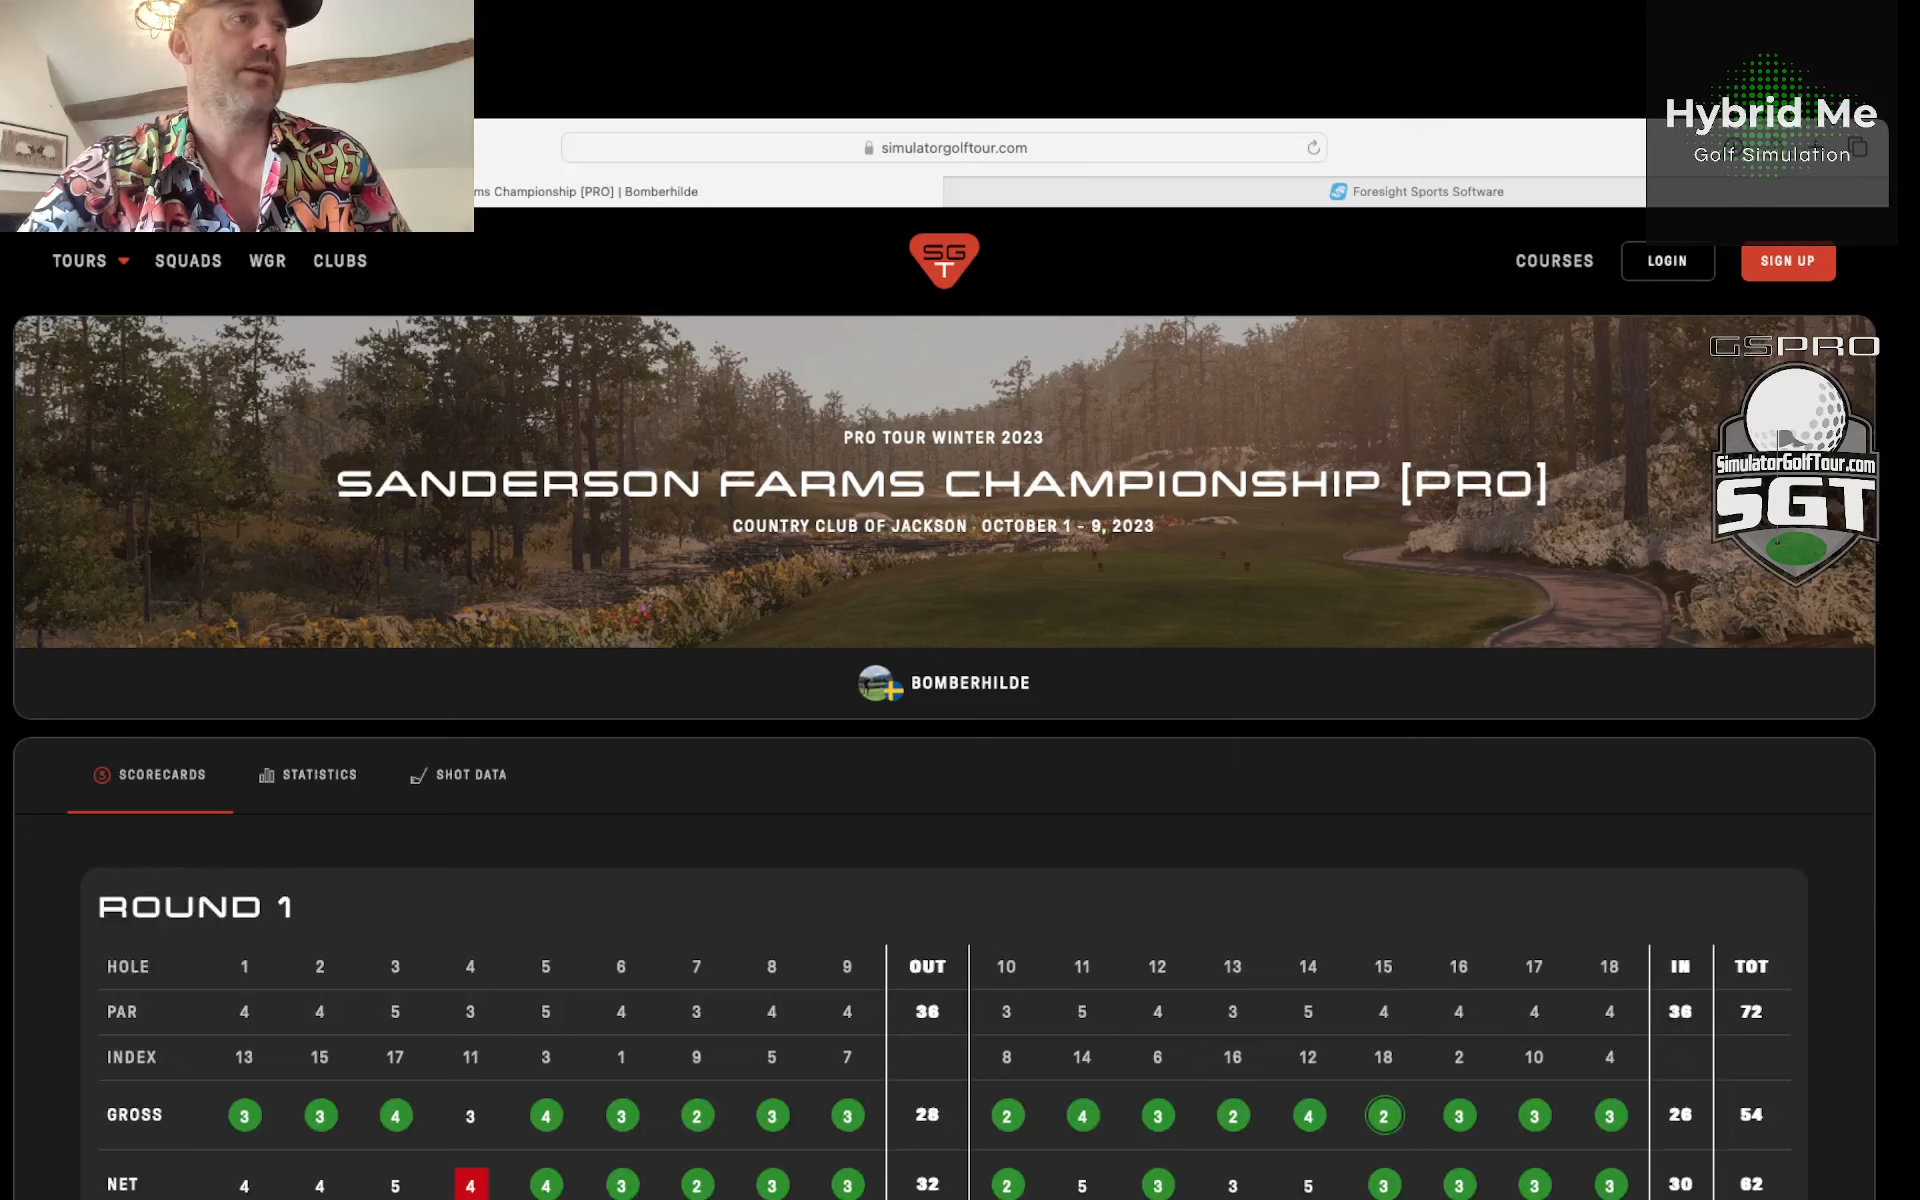 Hybrid Me
Golf Simulation
simulatorgolftour.com
ms Championship [PRO] | Bomberhilde
Foresight Sports Software
TOURS SQUADS WGR CLUBS
SGT
COURSES LOGIN SIGN UP
GSPRO
SimulatorGolfTour.com
SGT
PRO TOUR WINTER 2023
SANDERSON FARMS CHAMPIONSHIP [PRO]
COUNTRY CLUB OF JACKSON · OCTOBER 1 - 9, 2023
BOMBERHILDE
3 SCORECARDS STATISTICS SHOT DATA
ROUND 1
HOLE 1 2 3 4 5 6 7 8 9 OUT 10 11 12 13 14 15 16 17 18 IN TOT
PAR 4 4 5 3 5 4 3 4 4 36 3 5 4 3 5 4 4 4 4 36 72
INDEX 13 15 17 11 3 1 9 5 7 8 14 6 16 12 18 2 10 4
GROSS 3 3 4 3 4 3 2 3 3 28 2 4 3 2 4 2 3 3 3 26 54
NET 4 4 5 4 4 3 2 3 3 32 2 5 3 3 5 3 3 3 3 30 62